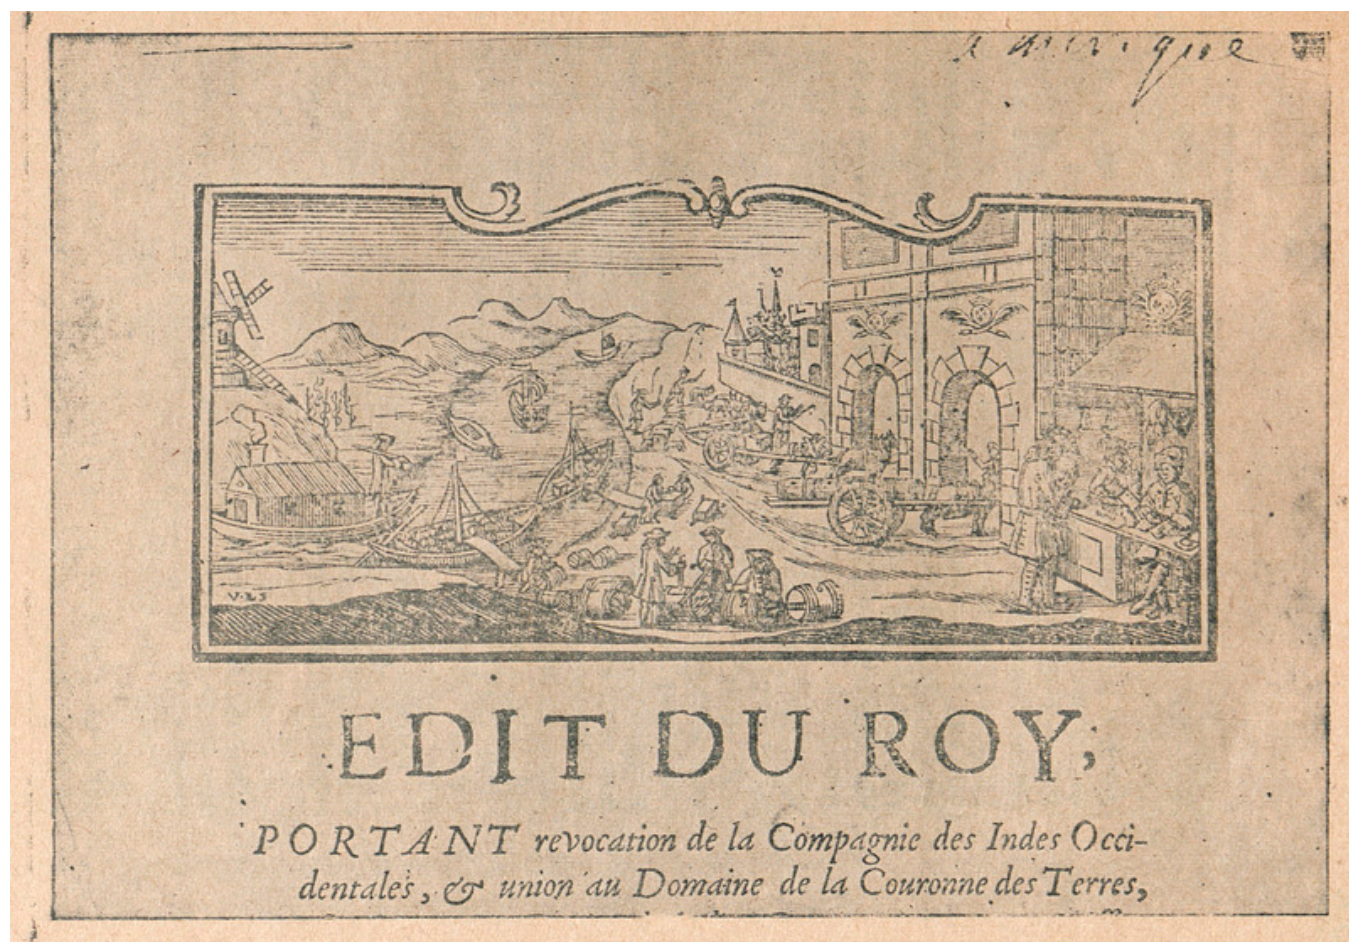 amerique
EDIT DU ROY,
PORTANT revocation de la Compagnie des Indes Occi-
dentales, & union au Domaine de la Couronne des Terres,